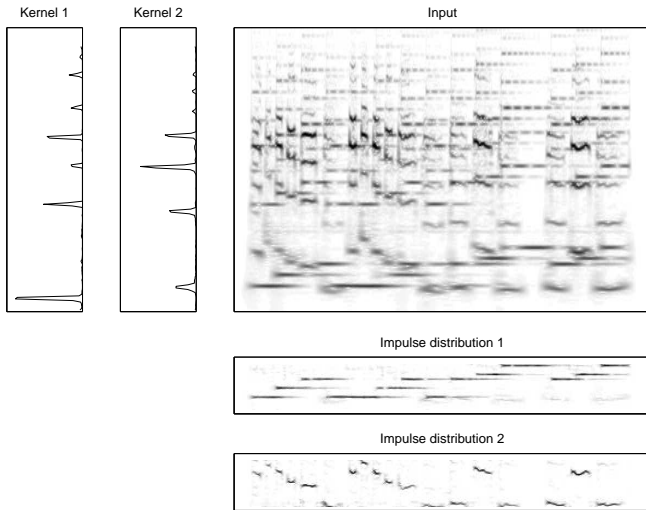 Kernel 1
Kernel 2
Input
Impulse distribution 1
Impulse distribution 2